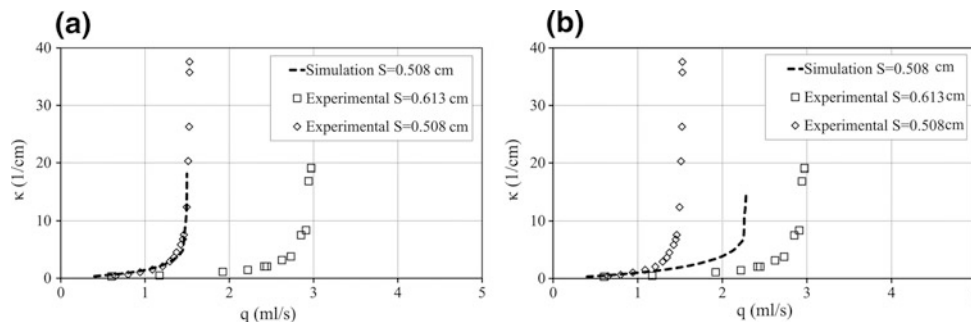 (a)
40
30
20
10
0
κ (1/cm)
0 1 2 3 4 5
q (ml/s)
Simulation S=0.508 cm
Experimental S=0.613 cm
Experimental S=0.508 cm
(b)
40
30
20
10
0
κ (1/cm)
0 1 2 3 4
q (ml/s)
Simulation S=0.508 cm
Experimental S=0.613 cm
Experimental S=0.508cm